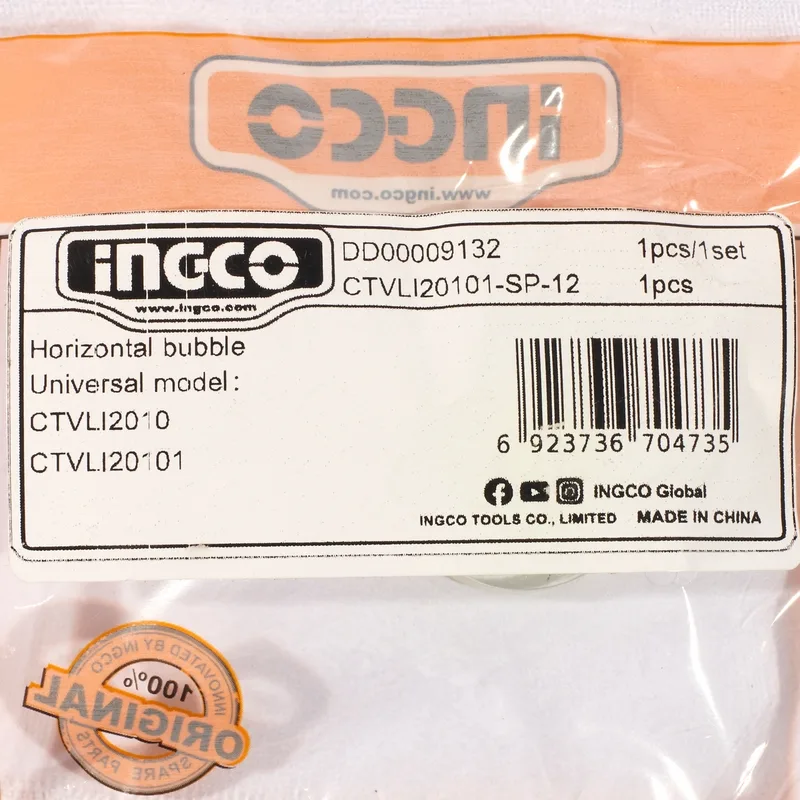 INGCO
www.ingco.com
INGCO
www.ingco.com
DD00009132 1pcs/1set
CTVLI20101-SP-12 1pcs
Horizontal bubble
Universal model:
CTVLI2010
CTVLI20101
6 923736 704735
INGCO Global
INGCO TOOLS CO., LIMITED MADE IN CHINA
INNOVATED BY INGCO
100%
ORIGINAL
SPARE PARTS